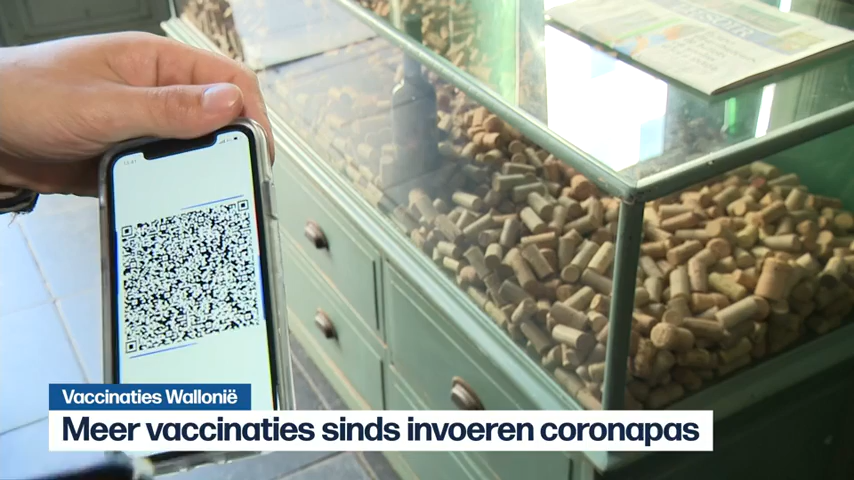 Vaccinaties Wallonië
Meer vaccinaties sinds invoeren coronapas